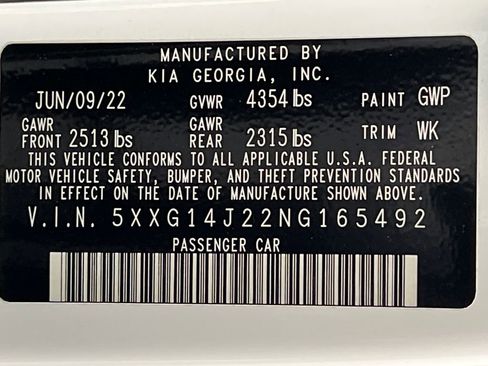 MANUFACTURED BY
KIA GEORGIA, INC.
JUN/09/22 GVWR 4354 lbs PAINT GWP
GAWR FRONT 2513 lbs GAWR REAR 2315 lbs TRIM WK
THIS VEHICLE CONFORMS TO ALL APPLICABLE U.S.A. FEDERAL
MOTOR VEHICLE SAFETY, BUMPER, AND THEFT PREVENTION STANDARDS
IN EFFECT ON THE DATE OF MANUFACTURE SHOWN ABOVE.
V.I.N. 5XXG14J22NG165492
PASSENGER CAR